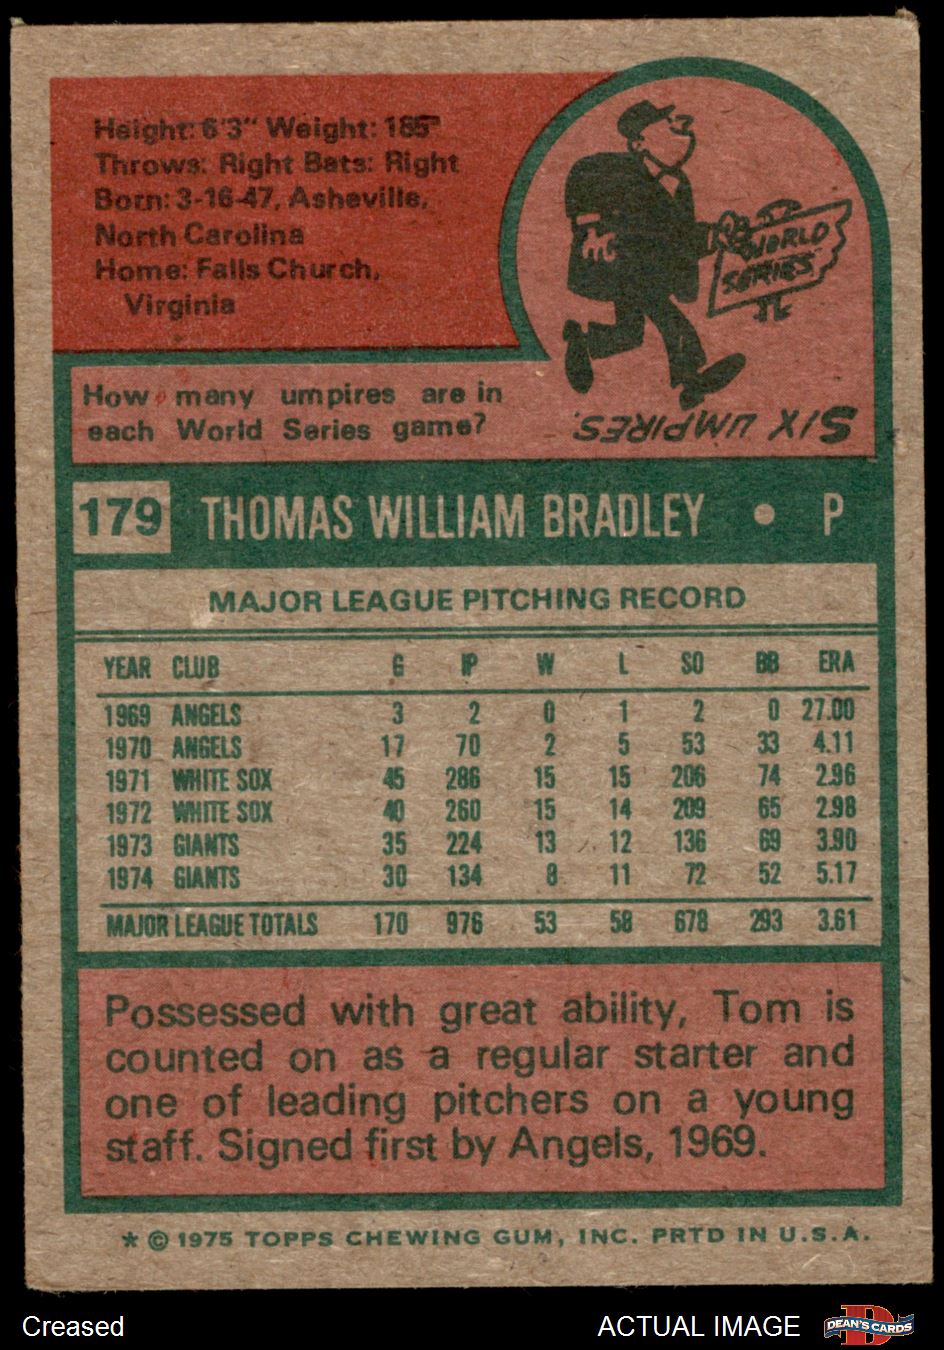 Height: 6'3" Weight: 185
Throws: Right Bats: Right
Born: 3-16-47, Asheville,
North Carolina
Home: Falls Church,
Virginia
WORLD
SERIES
How many umpires are in
each World Series game?
SIX UMPIRES.
179 THOMAS WILLIAM BRADLEY • P
MAJOR LEAGUE PITCHING RECORD
YEAR CLUB G IP W L SO BB ERA
1969 ANGELS 3 2 0 1 2 0 27.00
1970 ANGELS 17 70 2 5 53 33 4.11
1971 WHITE SOX 45 286 15 15 206 74 2.96
1972 WHITE SOX 40 260 15 14 209 65 2.98
1973 GIANTS 35 224 13 12 136 69 3.90
1974 GIANTS 30 134 8 11 72 52 5.17
MAJOR LEAGUE TOTALS 170 976 53 58 678 293 3.61
Possessed with great ability, Tom is
counted on as a regular starter and
one of leading pitchers on a young
staff. Signed first by Angels, 1969.
* © 1975 TOPPS CHEWING GUM, INC. PRTD IN U.S.A.
Creased ACTUAL IMAGE DEAN'S CARDS